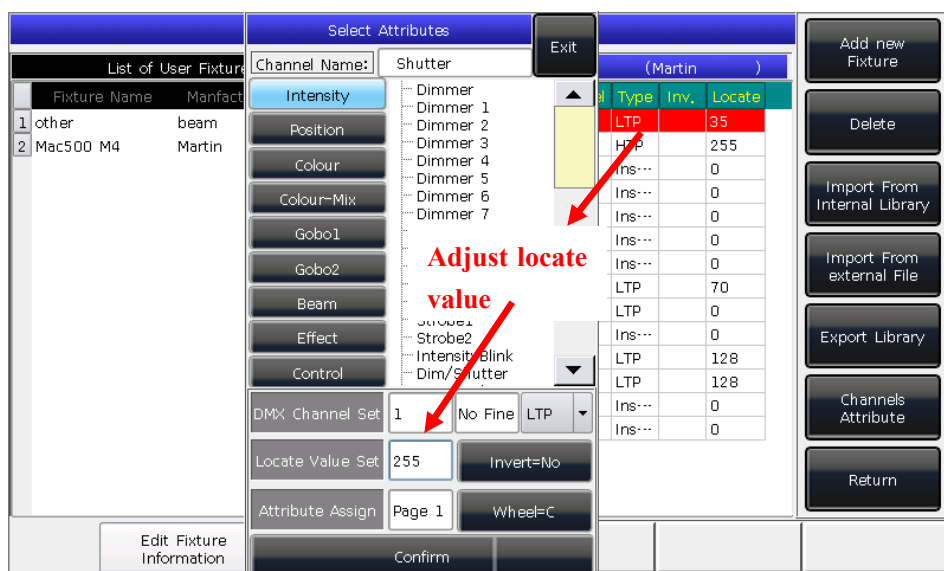 Select Attributes
Exit
Add new
Fixture
List of User Fixture
Channel Name:
Shutter
(Martin )
Fixture Name Manfact
Type Inv. Locate
1 other beam
LTP 35
2 Mac500 M4 Martin
HTP 255
Ins··· 0
Ins··· 0
Ins··· 0
Ins··· 0
Ins··· 0
LTP 70
LTP 0
Ins··· 0
LTP 128
LTP 128
Ins··· 0
Ins··· 0
Intensity
Position
Colour
Colour-Mix
Gobo1
Gobo2
Beam
Effect
Control
Dimmer
Dimmer 1
Dimmer 2
Dimmer 3
Dimmer 4
Dimmer 5
Dimmer 6
Dimmer 7
Adjust locate
value
Strobe1
Strobe2
IntensityBlink
Dim/Shutter
DMX Channel Set 1 No Fine LTP
Locate Value Set 255 Invert=No
Attribute Assign Page 1 Wheel=C
Confirm
Edit Fixture
Information
Delete
Import From
Internal Library
Import From
external File
Export Library
Channels
Attribute
Return